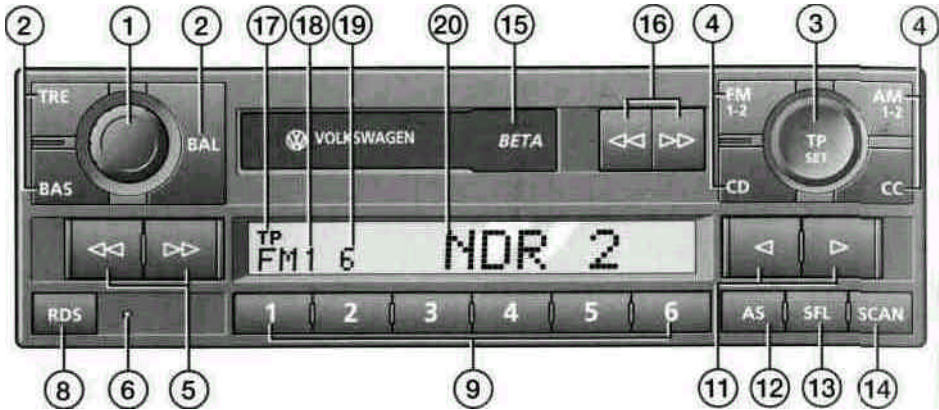 2 1 2 17 18 19 20 15 16 4 3 4
TRE FM 1-2 AM 1-2
BAL VOLKSWAGEN BETA TP SET
BAS CD CC
TP
FM1 6 NDR 2
RDS 1 2 3 4 5 6 AS SFL SCAN
8 6 5 9 11 12 13 14